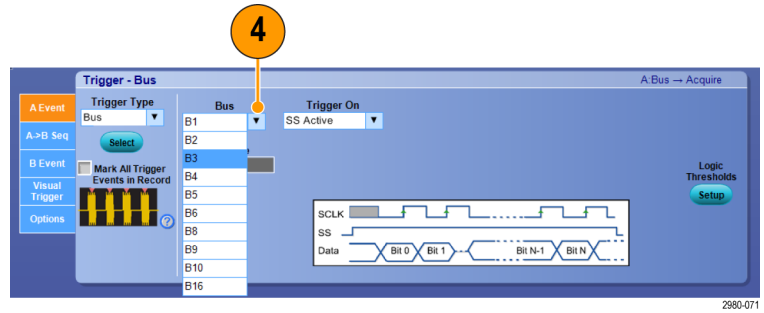 4
Trigger - Bus
A:Bus → Acquire
A Event
A->B Seq
B Event
Visual
Trigger
Options
Trigger Type
Bus
Select
Mark All Trigger
Events in Record
?
Bus
B1
B2
B3
B4
B5
B6
B8
B9
B10
B16
Trigger On
SS Active
SCLK
SS
Data
Bit 0
Bit 1
Bit N-1
Bit N
Logic
Thresholds
Setup
2980-071